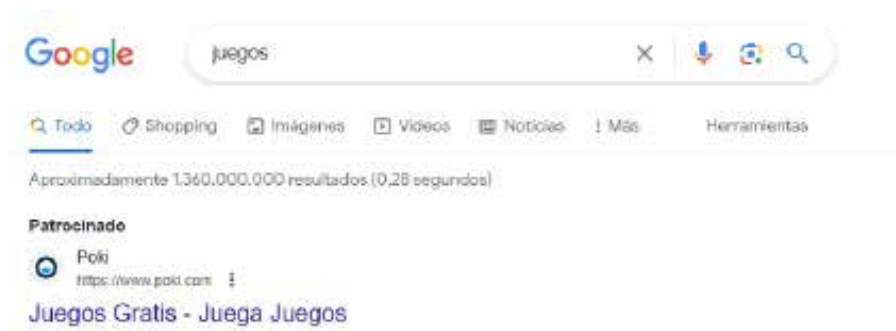 Google juegos
Todo Shopping Imágenes Videos Noticias Más Herramientas
Aproximadamente 1.360.000.000 resultados (0,28 segundos)
Patrocinado
Poki
https://www.poki.com
Juegos Gratis - Juega Juegos